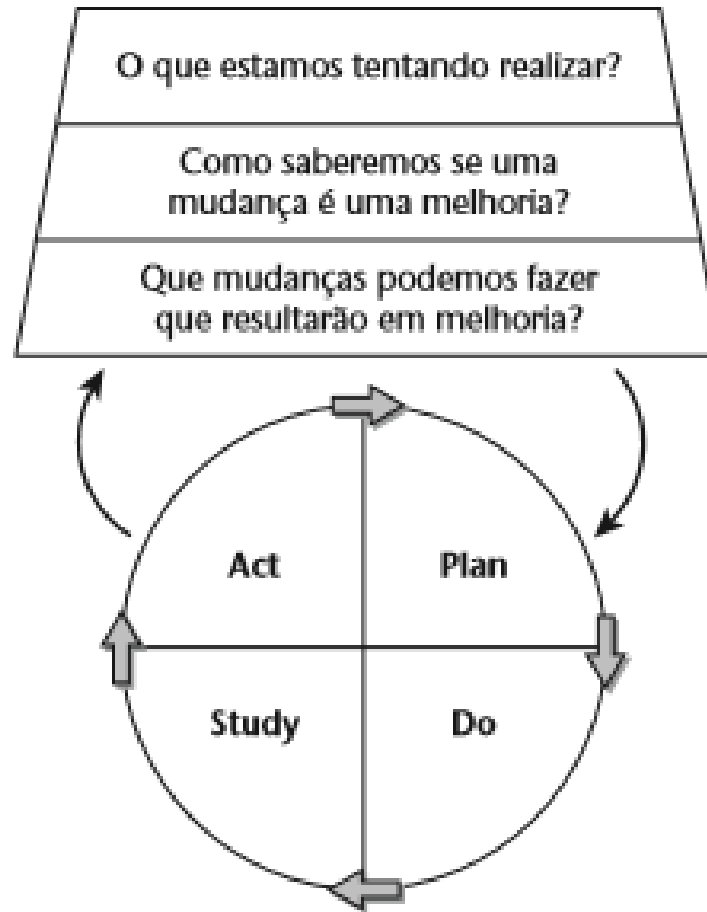 O que estamos tentando realizar?
Como saberemos se uma
mudança é uma melhoria?
Que mudanças podemos fazer
que resultarão em melhoria?
Act
Plan
Study
Do